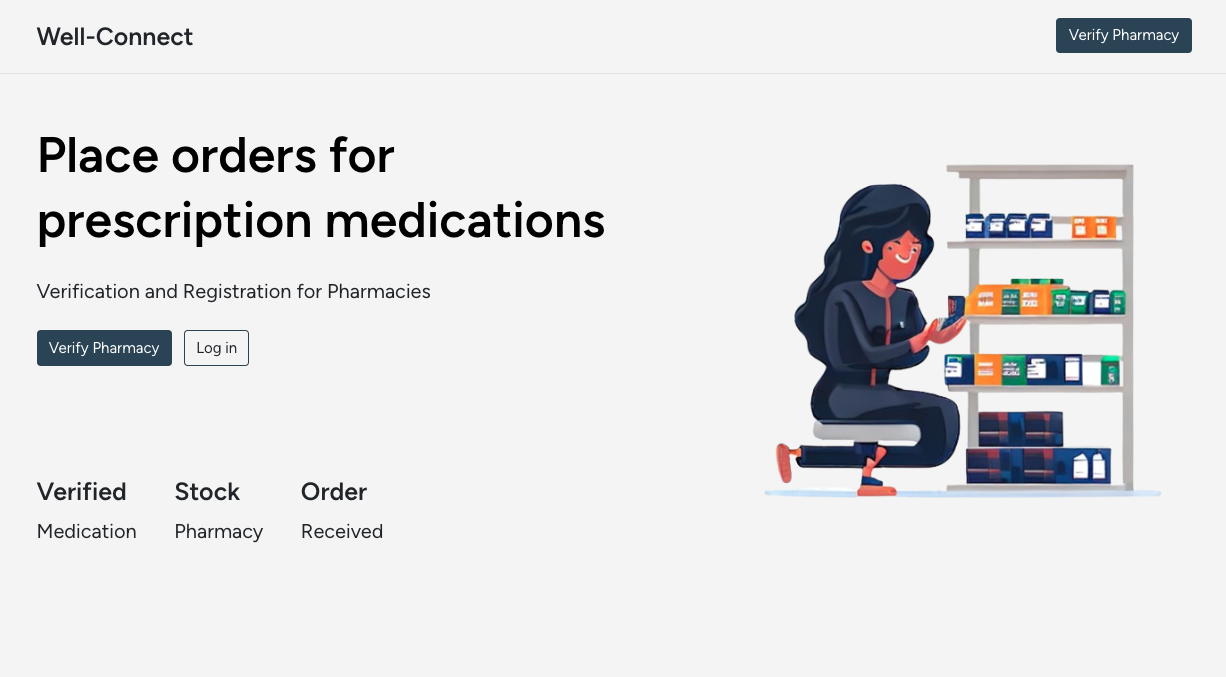 Well-Connect
Verify Pharmacy
Place orders for
prescription medications
Verification and Registration for Pharmacies
Verify Pharmacy
Log in
Verified
Medication
Stock
Pharmacy
Order
Received